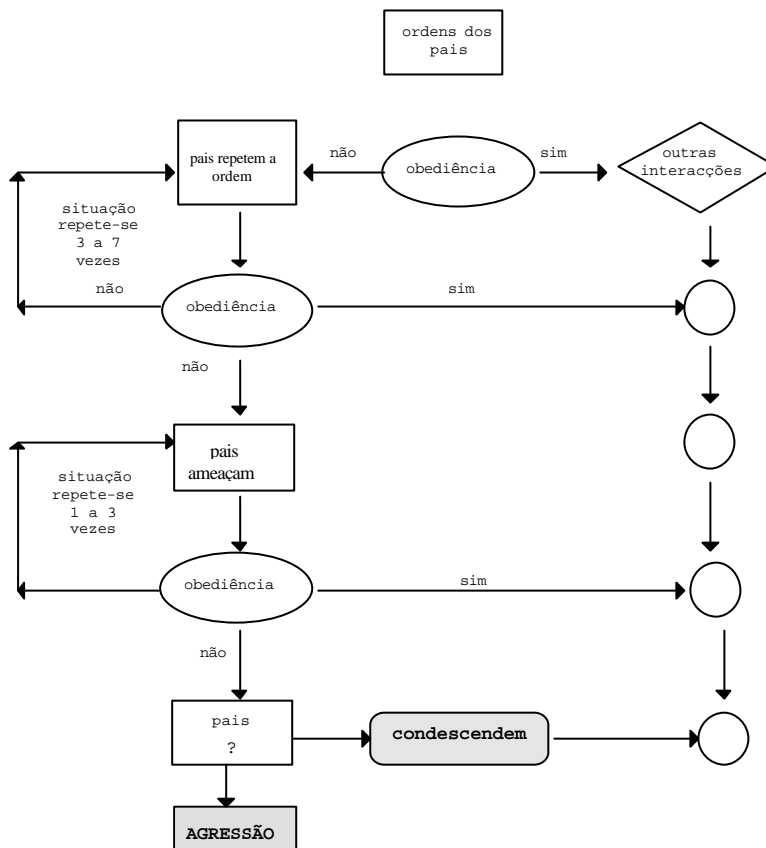 ordens dos
pais
não
sim
pais repetem a
ordem
obediência
outras
interacções
situação
repete-se
3 a 7
vezes
não
obediência
sim
não
pais
ameaçam
situação
repete-se
1 a 3
vezes
obediência
sim
não
pais
?
condescendem
AGRESSÃO